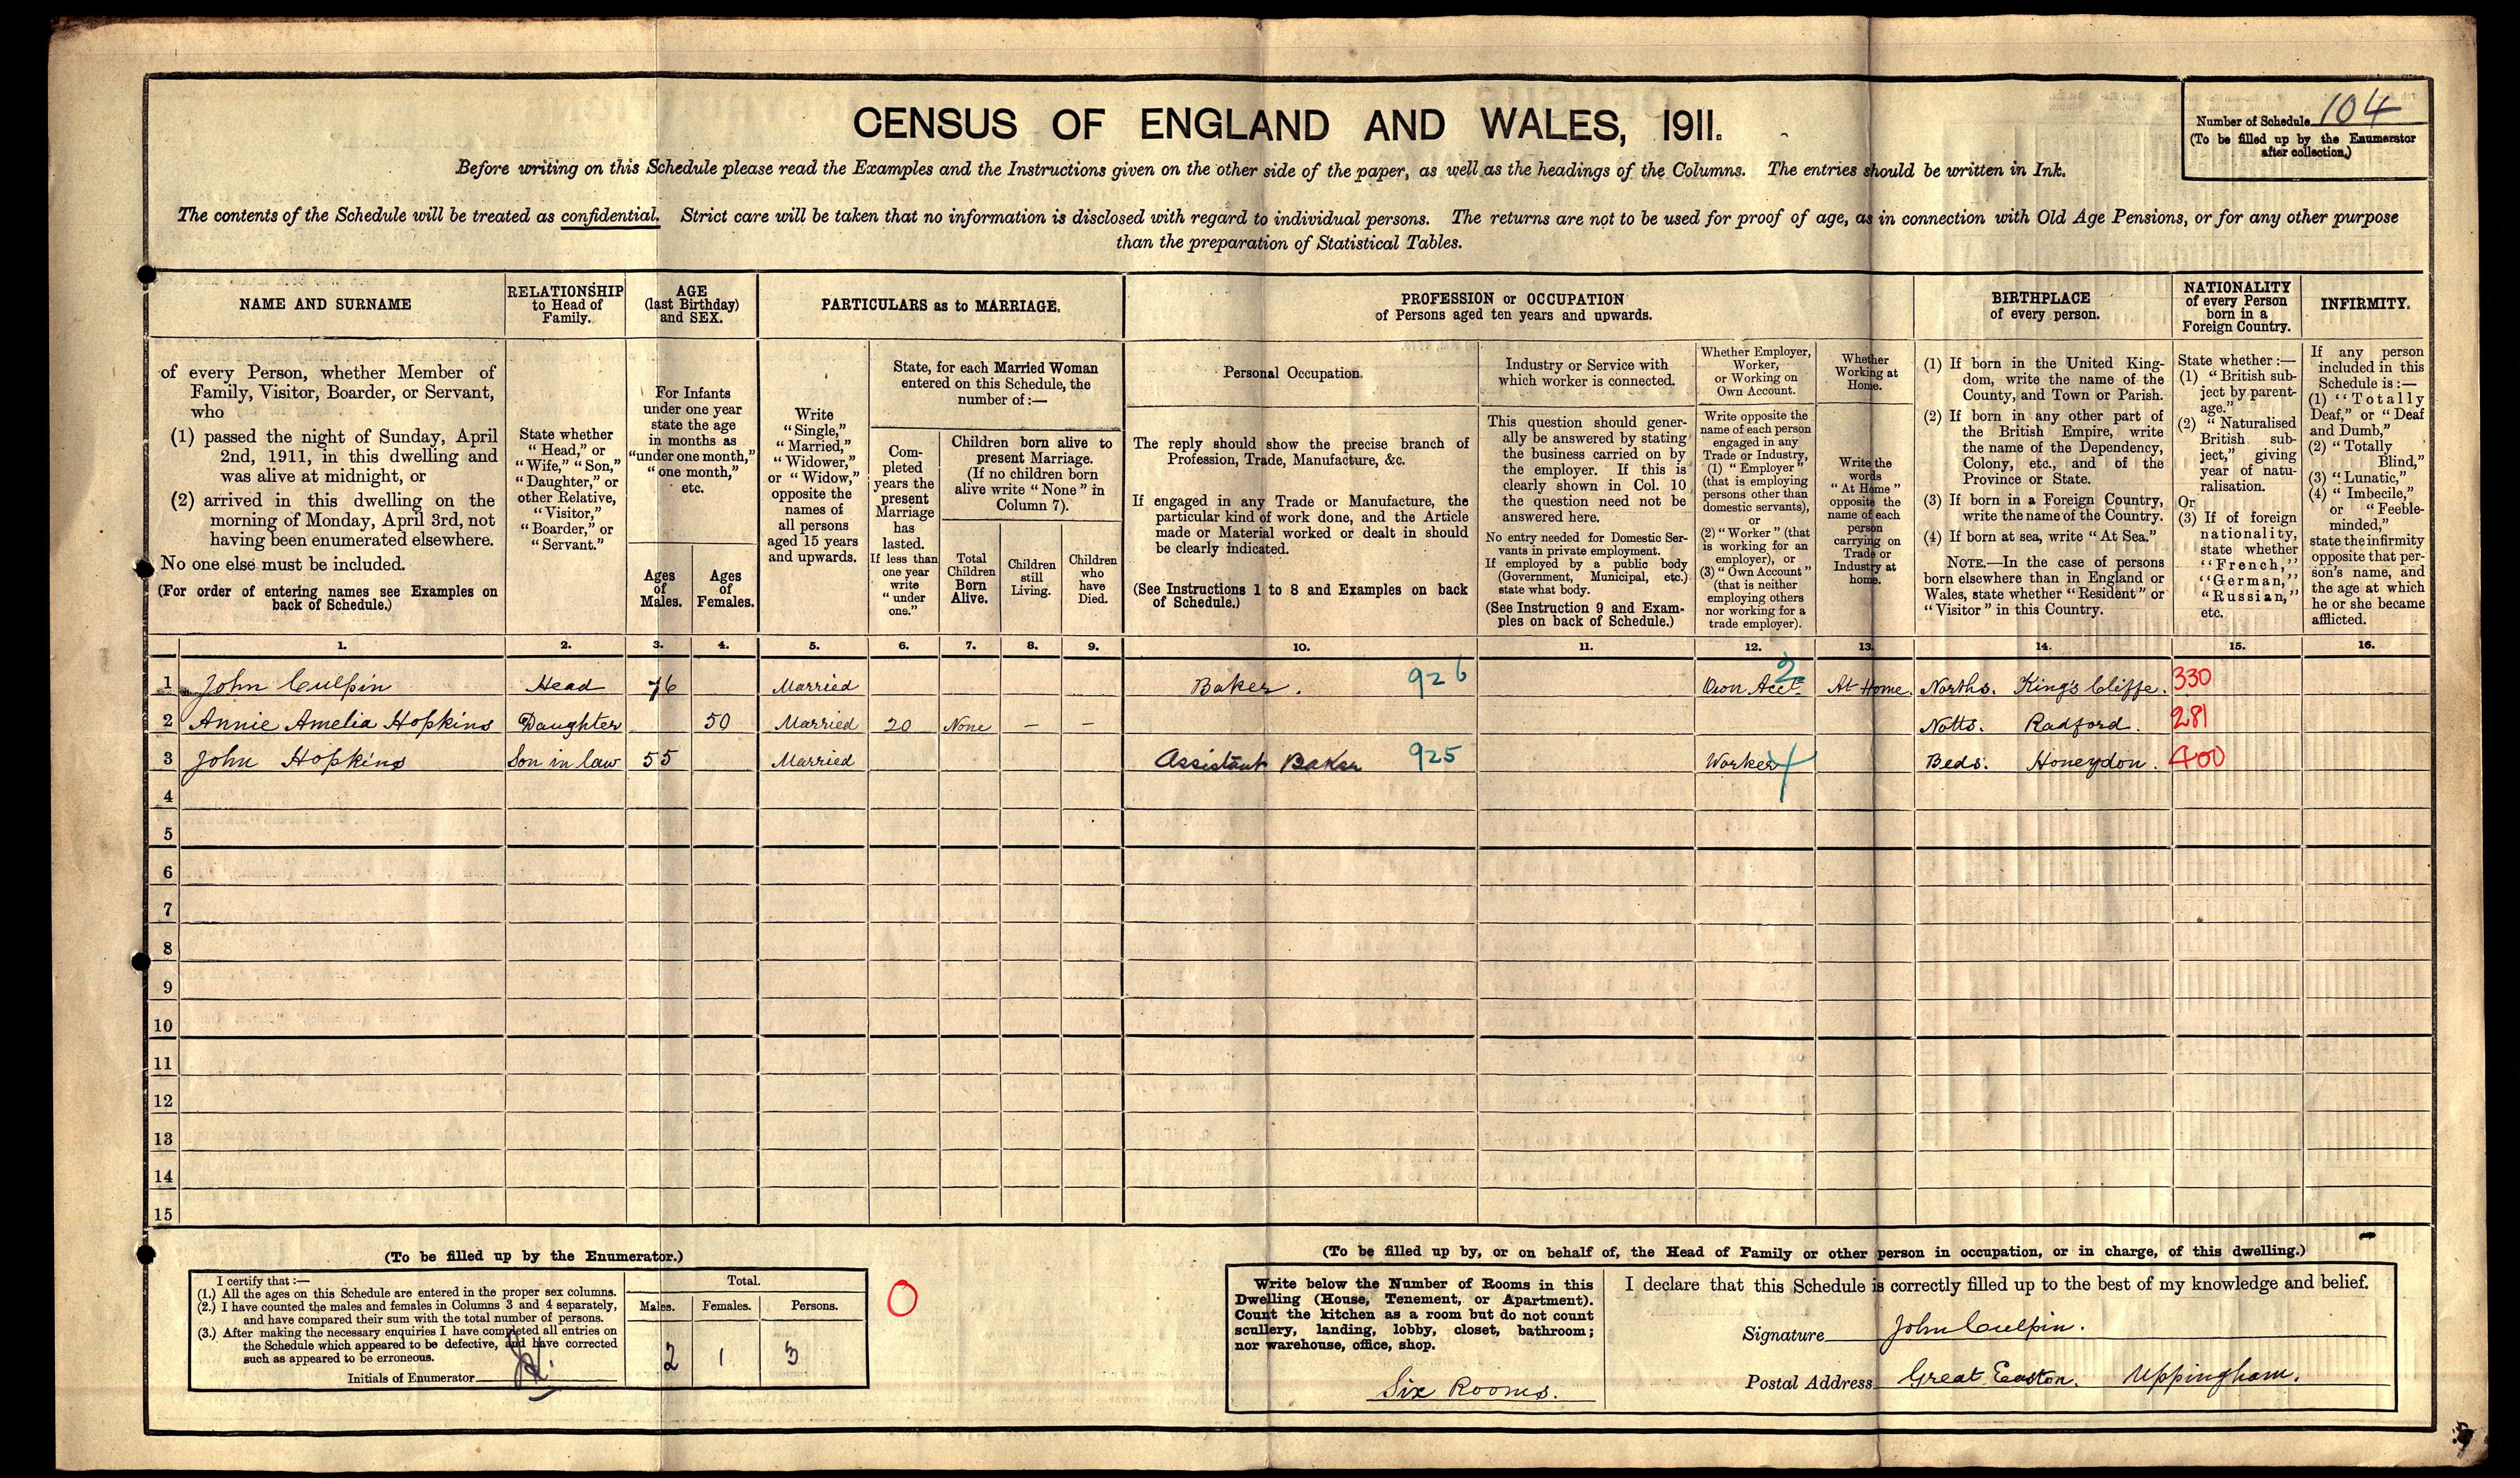 CENSUS OF ENGLAND AND WALES, 1911.
Number of Schedule 104
(To be filled up by the Enumerator
after collection.)
Before writing on this Schedule please read the Examples and the Instructions given on the other side of the paper, as well as the headings of the Columns. The entries should be written in Ink.
The contents of the Schedule will be treated as confidential. Strict care will be taken that no information is disclosed with regard to individual persons. The returns are not to be used for proof of age, as in connection with Old Age Pensions, or for any other purpose
than the preparation of Statistical Tables.
NAME AND SURNAME
of every Person, whether Member of
Family, Visitor, Boarder, or Servant,
who
(1) passed the night of Sunday, April
2nd, 1911, in this dwelling and
was alive at midnight, or
(2) arrived in this dwelling on the
morning of Monday, April 3rd, not
having been enumerated elsewhere.
No one else must be included.
(For order of entering names see Examples on
back of Schedule.)
RELATIONSHIP
to Head of
Family.
State whether
"Head," or
"Wife," "Son,"
"Daughter," or
other Relative,
"Visitor,"
"Boarder," or
"Servant."
AGE
(last Birthday)
and SEX.
For Infants
under one year
state the age
in months as
"under one month,"
"one month,"
etc.
Ages
of
Males.
Ages
of
Females.
PARTICULARS as to MARRIAGE.
Write
"Single,"
"Married,"
"Widower,"
or "Widow,"
opposite the
names of
all persons
aged 15 years
and upwards.
State, for each Married Woman
entered on this Schedule, the
number of:—
Com-
pleted
years the
present
Marriage
has
lasted.
If less than
one year
write
"under
one."
Children born alive to
present Marriage.
(If no children born
alive write "None" in
Column 7).
Total
Children
Born
Alive.
Children
still
Living.
Children
who
have
Died.
PROFESSION or OCCUPATION
of Persons aged ten years and upwards.
Personal Occupation.
The reply should show the precise branch of
Profession, Trade, Manufacture, &c.
If engaged in any Trade or Manufacture, the
particular kind of work done, and the Article
made or Material worked or dealt in should
be clearly indicated.
(See Instructions 1 to 8 and Examples on back
of Schedule.)
Industry or Service with
which worker is connected.
This question should gener-
ally be answered by stating
the business carried on by
the employer. If this is
clearly shown in Col. 10
the question need not be
answered here.
No entry needed for Domestic Ser-
vants in private employment.
If employed by a public body
(Government, Municipal, etc.)
state what body.
(See Instruction 9 and Exam-
ples on back of Schedule.)
Whether Employer,
Worker,
or Working on
Own Account.
Write opposite the
name of each person
engaged in any
Trade or Industry,
(1) "Employer"
(that is employing
persons other than
domestic servants),
or
(2) "Worker" (that
is working for an
employer), or
(3) "Own Account"
(that is neither
employing others
nor working for a
trade employer).
Whether
Working at
Home.
Write the
words
"At Home"
opposite the
name of each
person
carrying on
Trade or
Industry at
home.
BIRTHPLACE
of every person.
(1) If born in the United King-
dom, write the name of the
County, and Town or Parish.
(2) If born in any other part of
the British Empire, write
the name of the Dependency,
Colony, etc., and of the
Province or State.
(3) If born in a Foreign Country,
write the name of the Country.
(4) If born at sea, write "At Sea."
NOTE.—In the case of persons
born elsewhere than in England or
Wales, state whether "Resident" or
"Visitor" in this Country.
NATIONALITY
of every Person
born in a
Foreign Country.
State whether :—
(1) "British sub-
ject by parent-
age."
(2) "Naturalised
British sub-
ject," giving
year of natu-
ralisation.
Or
(3) If of foreign
nationality,
state whether
"French,"
"German,"
"Russian,"
etc.
INFIRMITY.
If any person
included in this
Schedule is:—
(1) "Totally
Deaf," or "Deaf
and Dumb,"
(2) "Totally
Blind,"
(3) "Lunatic,"
(4) "Imbecile,"
or "Feeble-
minded,"
state the infirmity
opposite that per-
son's name, and
the age at which
he or she became
afflicted.
1. 2. 3. 4. 5. 6. 7. 8. 9. 10. 11. 12. 13. 14. 15. 16.
1 John Culpin Head 76 Married Baker. 926 Own Acct. 2 At Home. Norths. King's Cliffe. 330
2 Annie Amelia Hopkins Daughter 50 Married 20 None — — Notts. Radford. 281
3 John Hopkins Son in law 55 Married Assistant Baker 925 Worker Beds. Honeydon. 400
4
5
6
7
8
9
10
11
12
13
14
15
(To be filled up by the Enumerator.)
I certify that :—
(1.) All the ages on this Schedule are entered in the proper sex columns.
(2.) I have counted the males and females in Columns 3 and 4 separately,
and have compared their sum with the total number of persons.
(3.) After making the necessary enquiries I have completed all entries on
the Schedule which appeared to be defective, and have corrected
such as appeared to be erroneous.
Initials of Enumerator
Total.
Males. Females. Persons.
2 1 3
0
(To be filled up by, or on behalf of, the Head of Family or other person in occupation, or in charge, of this dwelling.)
Write below the Number of Rooms in this
Dwelling (House, Tenement, or Apartment).
Count the kitchen as a room but do not count
scullery, landing, lobby, closet, bathroom;
nor warehouse, office, shop.
Six Rooms.
I declare that this Schedule is correctly filled up to the best of my knowledge and belief.
Signature John Culpin.
Postal Address Great Easton. Uppingham.